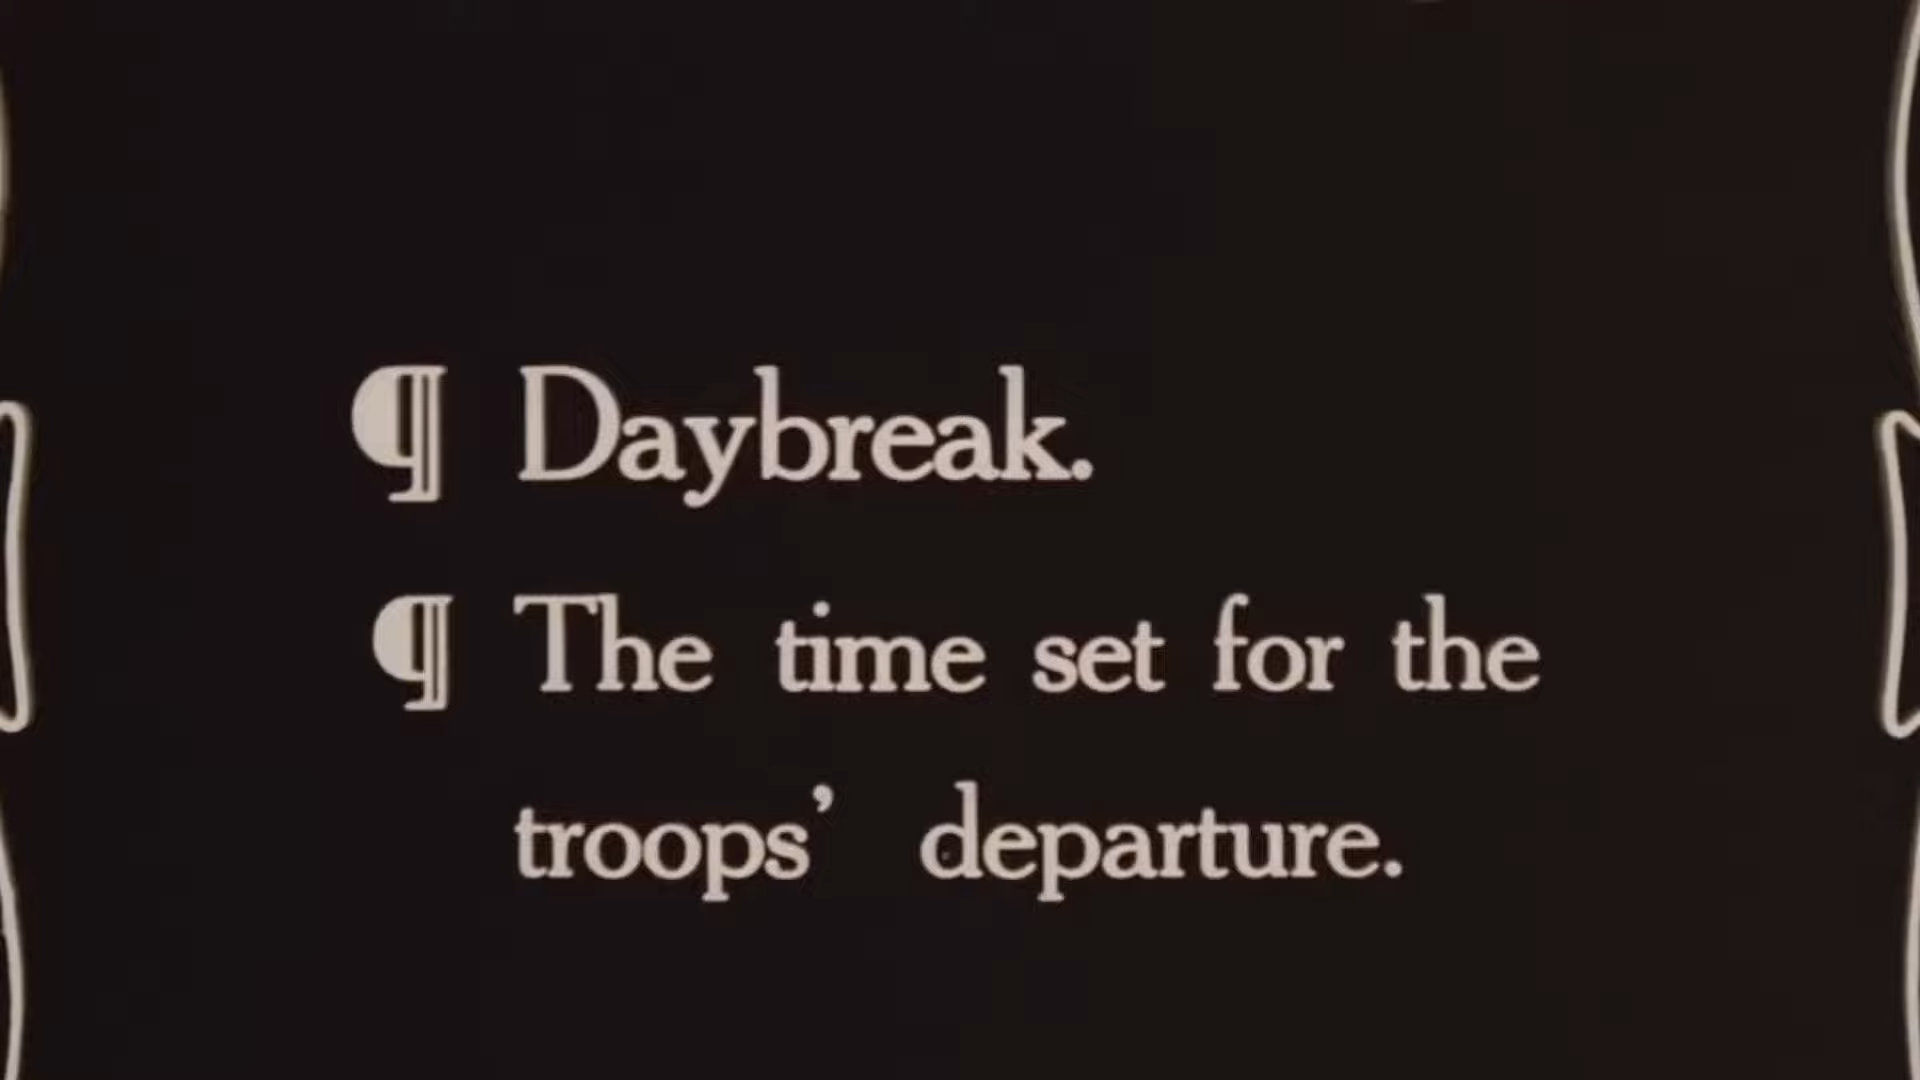 ¶ Daybreak.
¶ The time set for the
troops’ departure.